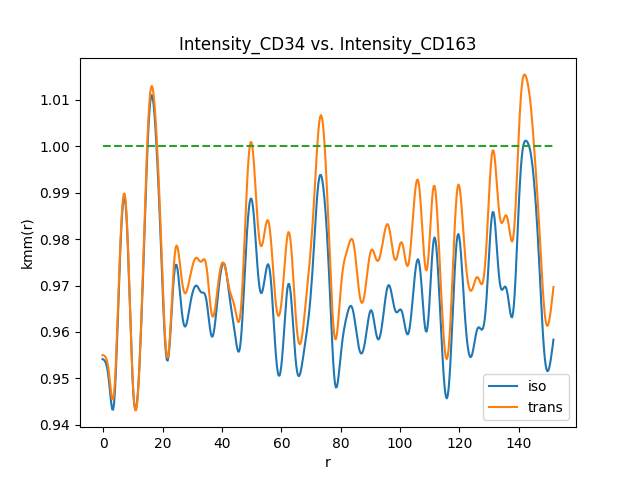 Intensity_CD34 vs. Intensity_CD163
kmm(r)
1.01
1.00
0.99
0.98
0.97
0.96
0.95
0.94
0 20 40 60 80 100 120 140
r
iso
trans